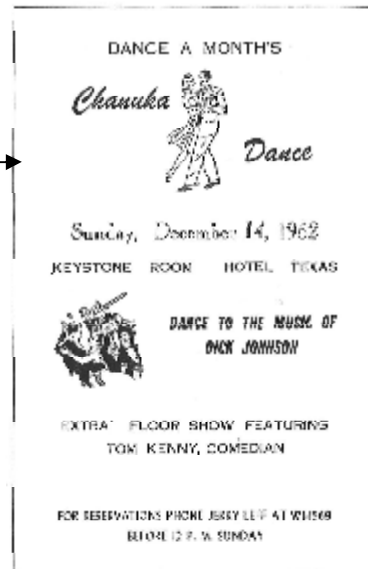 DANCE A MONTH'S
Chanuka
Dance
Sunday, December 14, 1962
KEYSTONE ROOM HOTEL TEXAS
DANCE TO THE MUSIC OF
DICK JOHNSON
EXTRA! FLOOR SHOW FEATURING
TOM KENNY, COMEDIAN
FOR RESERVATIONS PHONE JERRY AT
BEFORE P. M. SUNDAY